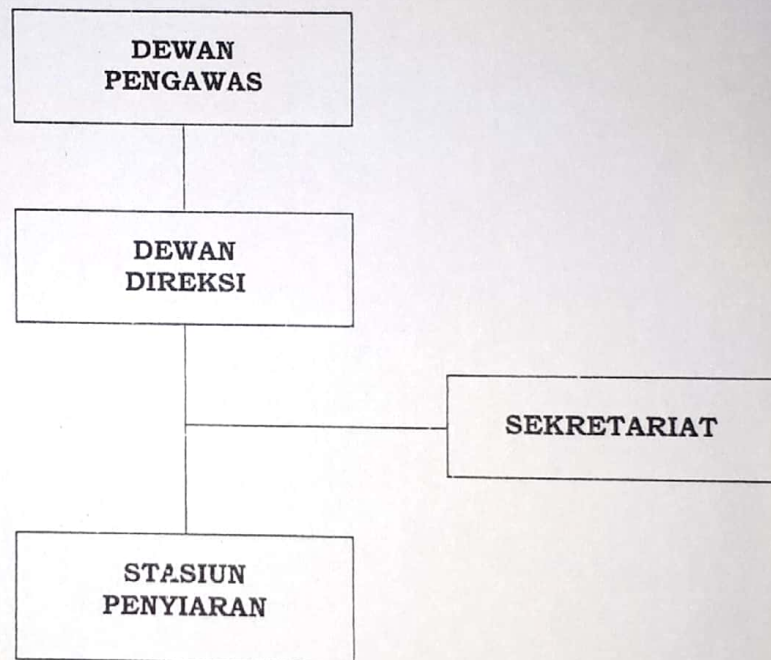 DEWAN
PENGAWAS
DEWAN
DIREKSI
SEKRETARIAT
STASIUN
PENYIARAN